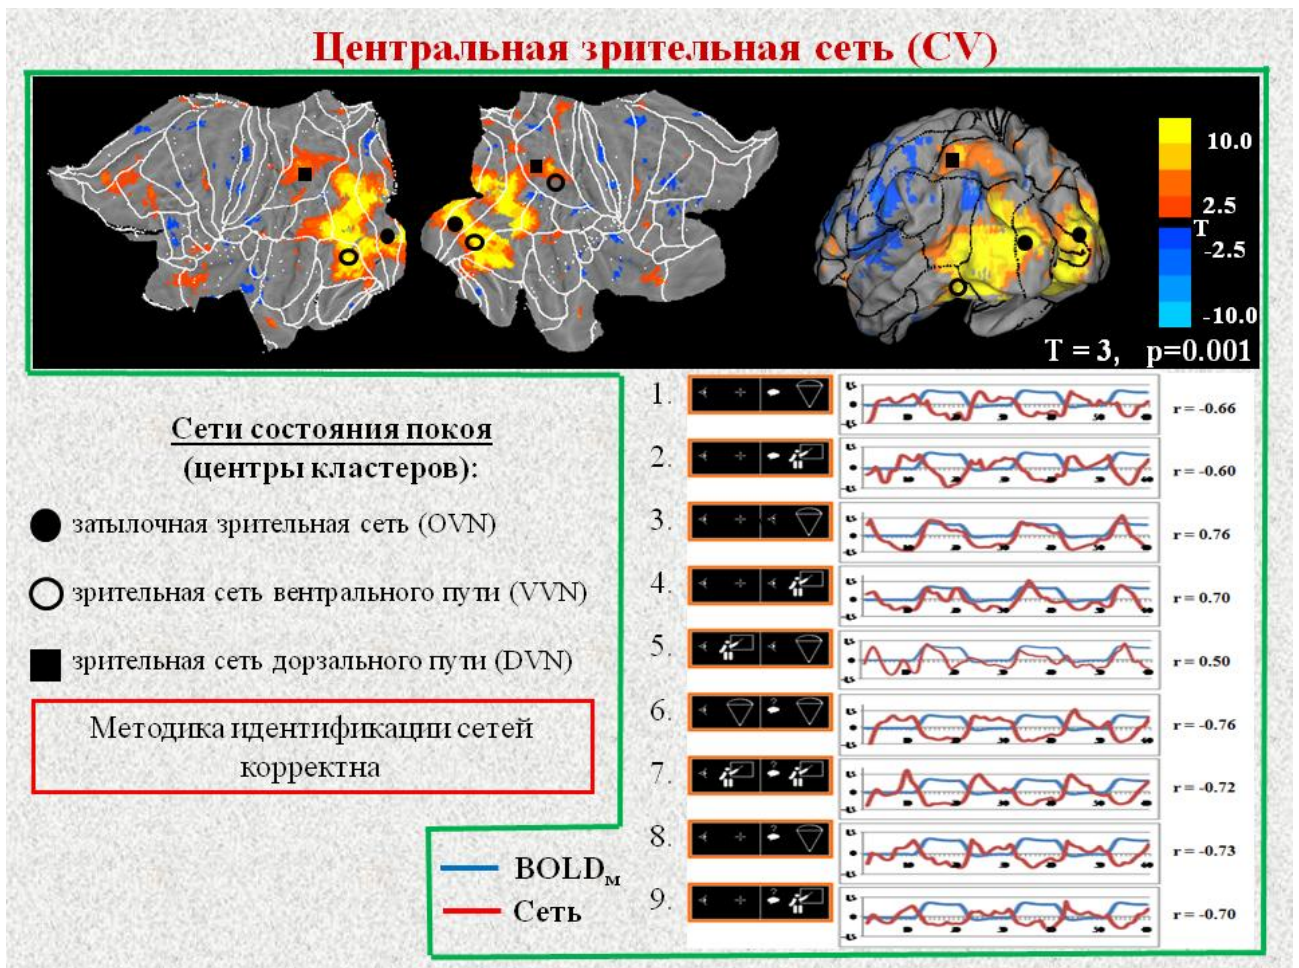 Центральная зрительная сеть (CV)
10.0
2.5
T
-2.5
-10.0
T = 3, p=0.001
Сети состояния покоя
(центры кластеров):
затылочная зрительная сеть (OVN)
зрительная сеть вентрального пути (VVN)
зрительная сеть дорзального пути (DVN)
Методика идентификации сетей
корректна
BOLDм
Сеть
1.
r = -0.66
2.
r = -0.60
3.
r = 0.76
4.
r = 0.70
5.
r = 0.50
6.
r = -0.76
7.
r = -0.72
8.
r = -0.73
9.
r = -0.70